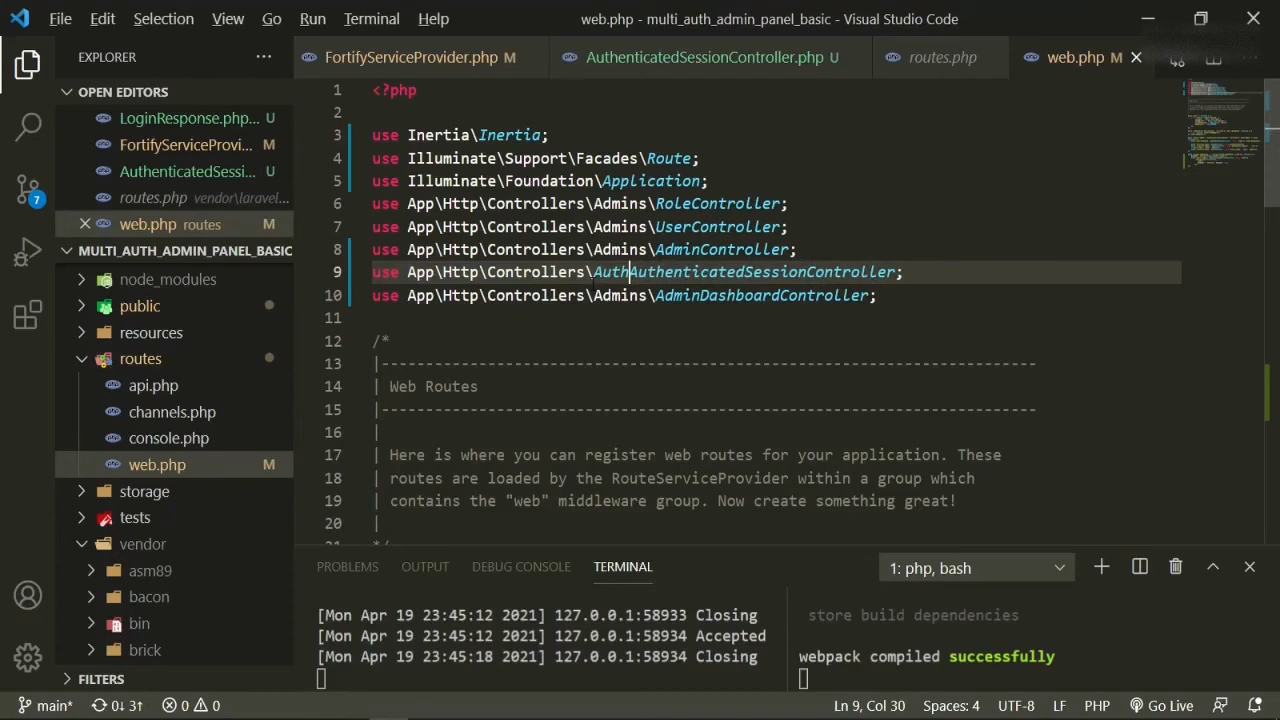 File Edit Selection View Go Run Terminal Help web.php - multi_auth_admin_panel_basic - Visual Studio Code
EXPLORER
FortifyServiceProvider.php M AuthenticatedSessionController.php U routes.php web.php M
OPEN EDITORS
LoginResponse.php... U
FortifyServiceProvi... M
AuthenticatedSessi... U
routes.php vendor\laravel...
web.php routes M
MULTI_AUTH_ADMIN_PANEL_BASIC
node_modules
public
resources
routes
api.php
channels.php
console.php
web.php M
storage
tests
vendor
asm89
bacon
bin
brick
FILTERS
7
1 <?php
2
3 use Inertia\Inertia;
4 use Illuminate\Support\Facades\Route;
5 use Illuminate\Foundation\Application;
6 use App\Http\Controllers\Admins\RoleController;
7 use App\Http\Controllers\Admins\UserController;
8 use App\Http\Controllers\Admins\AdminController;
9 use App\Http\Controllers\AuthAuthenticatedSessionController;
10 use App\Http\Controllers\Admins\AdminDashboardController;
11
12 /*
13 |--------------------------------------------------------------------------
14 | Web Routes
15 |--------------------------------------------------------------------------
16 |
17 | Here is where you can register web routes for your application. These
18 | routes are loaded by the RouteServiceProvider within a group which
19 | contains the "web" middleware group. Now create something great!
20 |
21 */
PROBLEMS OUTPUT DEBUG CONSOLE TERMINAL 1: php, bash
[Mon Apr 19 23:45:12 2021] 127.0.0.1:58933 Closing
[Mon Apr 19 23:45:12 2021] 127.0.0.1:58934 Accepted
[Mon Apr 19 23:45:18 2021] 127.0.0.1:58934 Closing
store build dependencies
webpack compiled successfully
main* 0↓ 3↑ 0 0 Ln 9, Col 30 Spaces: 4 UTF-8 LF PHP Go Live